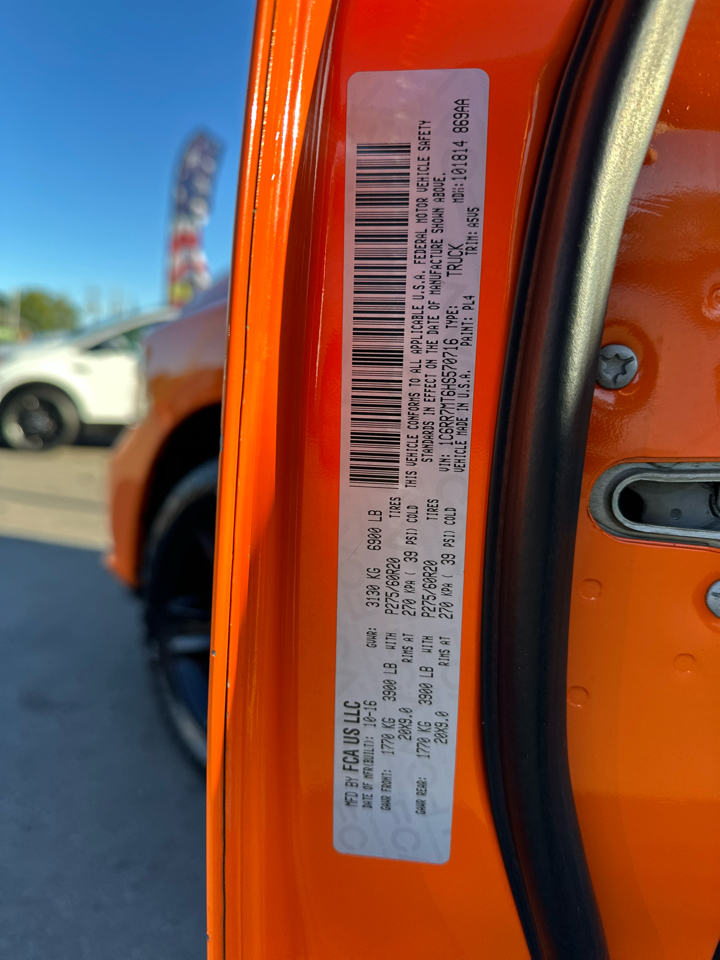 MFD BY FCA US LLC
DATE OF MFR(BUILT): 10-16 GVWR: 3130 KG 6900 LB
GAWR FRONT: 1770 KG 3900 LB WITH P275/60R20 TIRES
20X9.0 RIMS AT 270 KPA ( 39 PSI) COLD
GAWR REAR: 1770 KG 3900 LB WITH P275/60R20 TIRES
20X9.0 RIMS AT 270 KPA ( 39 PSI) COLD
THIS VEHICLE CONFORMS TO ALL APPLICABLE U.S.A. FEDERAL MOTOR VEHICLE SAFETY
STANDARDS IN EFFECT ON THE DATE OF MANUFACTURE SHOWN ABOVE.
VIN: 1C6RR7MT6HS570716 TYPE: TRUCK MDH: 101814 869AA
VEHICLE MADE IN U.S.A. PAINT: PL4 TRIM: A5V5